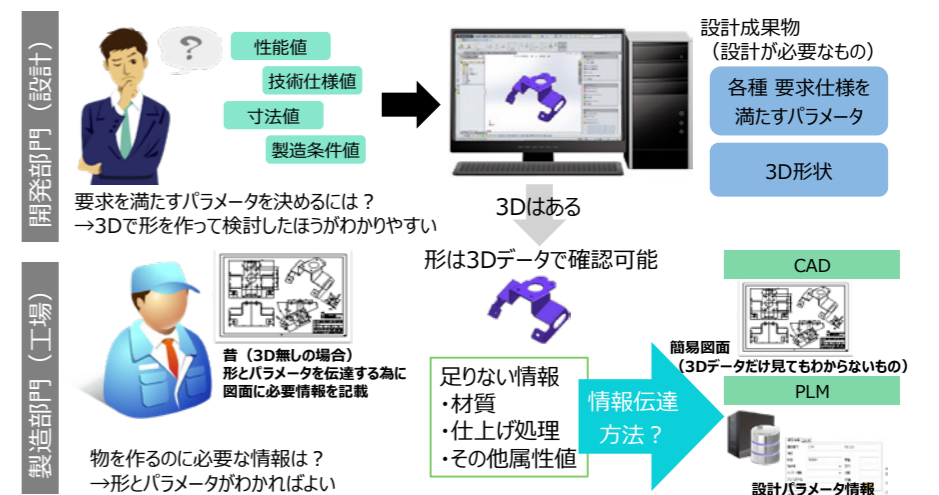 開発部門（設計）
?
性能値
技術仕様値
寸法値
製造条件値
要求を満たすパラメータを決めるには？
→3Dで形を作って検討したほうがわかりやすい
設計成果物
（設計が必要なもの）
各種 要求仕様を
満たすパラメータ
3D形状
3Dはある
製造部門（工場）
昔（3D無しの場合）
形とパラメータを伝達する為に
図面に必要情報を記載
物を作るのに必要な情報は？
→形とパラメータがわかればよい
形は3Dデータで確認可能
足りない情報
・材質
・仕上げ処理
・その他属性値
情報伝達
方法？
CAD
簡易図面
（3Dデータだけ見てもわからないもの）
PLM
設計パラメータ情報